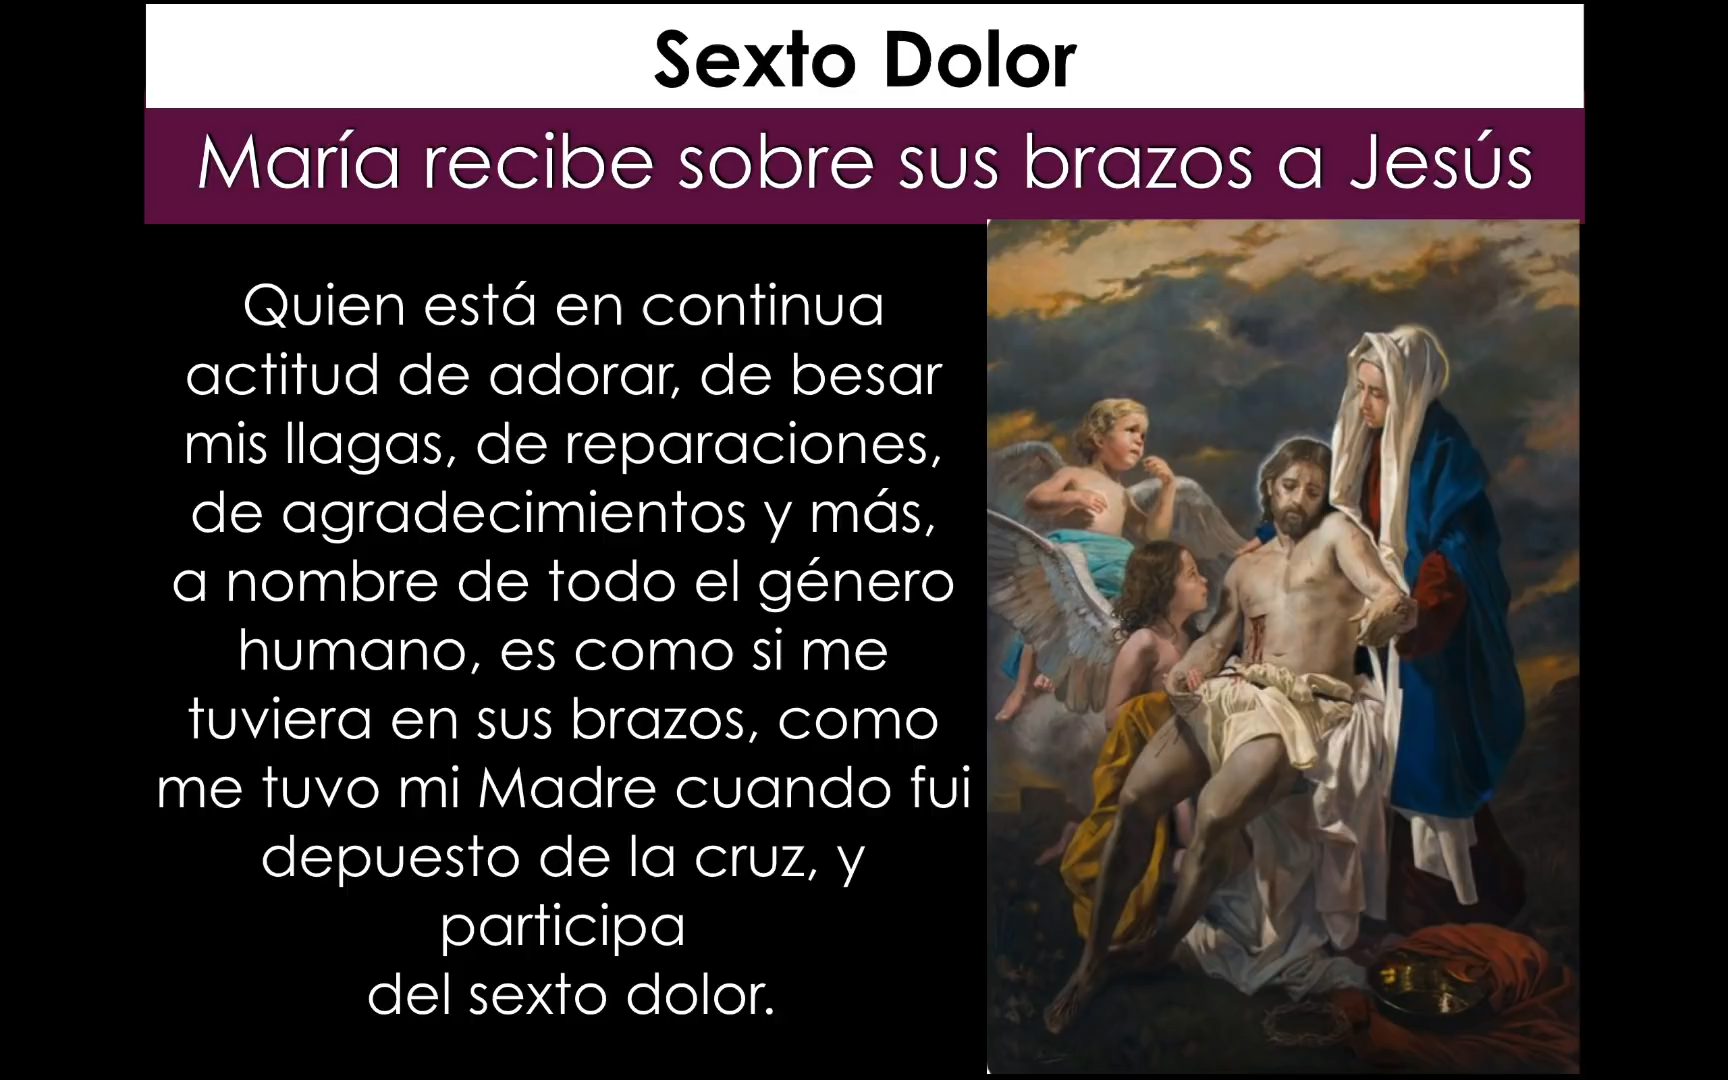 Sexto Dolor
María recibe sobre sus brazos a Jesús
Quien está en continua
actitud de adorar, de besar
mis llagas, de reparaciones,
de agradecimientos y más,
a nombre de todo el género
humano, es como si me
tuviera en sus brazos, como
me tuvo mi Madre cuando fui
depuesto de la cruz, y
participa
del sexto dolor.